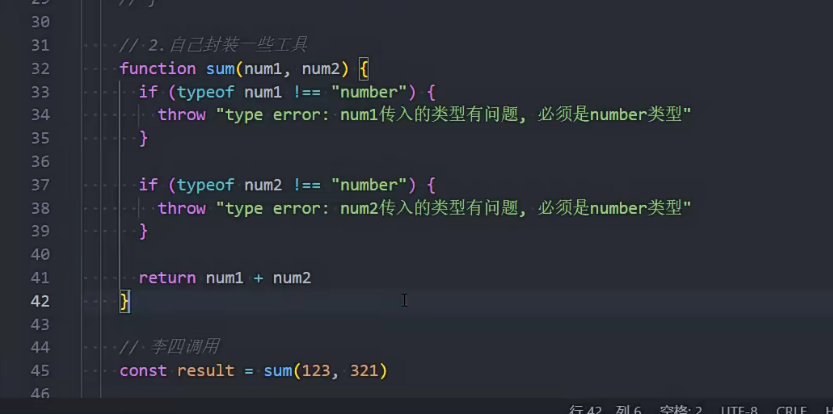 29 // }
30
31 // 2.自己封装一些工具
32 function sum(num1, num2) {
33 if (typeof num1 !== "number") {
34 throw "type error: num1传入的类型有问题, 必须是number类型"
35 }
36
37 if (typeof num2 !== "number") {
38 throw "type error: num2传入的类型有问题, 必须是number类型"
39 }
40
41 return num1 + num2
42 }
43
44 // 李四调用
45 const result = sum(123, 321)
46
行 42, 列 6 空格: 2 UTF-8 CRLF